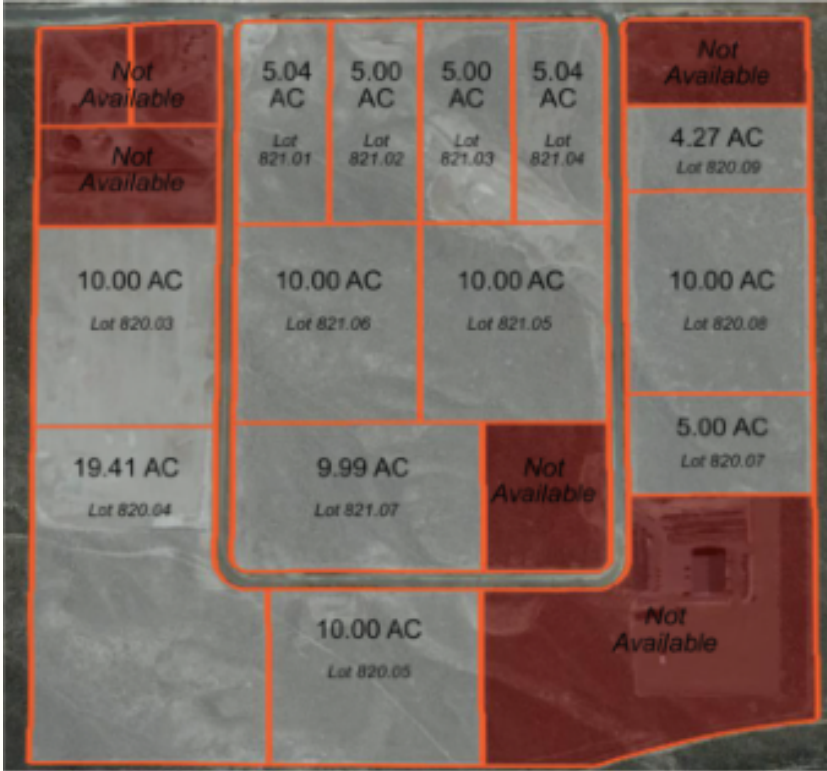 Not
Available
Not
Available
10.00 AC
Lot 820.03
19.41 AC
Lot 820.04
5.04
AC
Lot
821.01
5.00
AC
Lot
821.02
5.00
AC
Lot
821.03
5.04
AC
Lot
821.04
10.00 AC
Lot 821.06
10.00 AC
Lot 821.05
9.99 AC
Lot 821.07
Not
Available
10.00 AC
Lot 820.05
Not
Available
4.27 AC
Lot 820.09
10.00 AC
Lot 820.08
5.00 AC
Lot 820.07
Not
Available